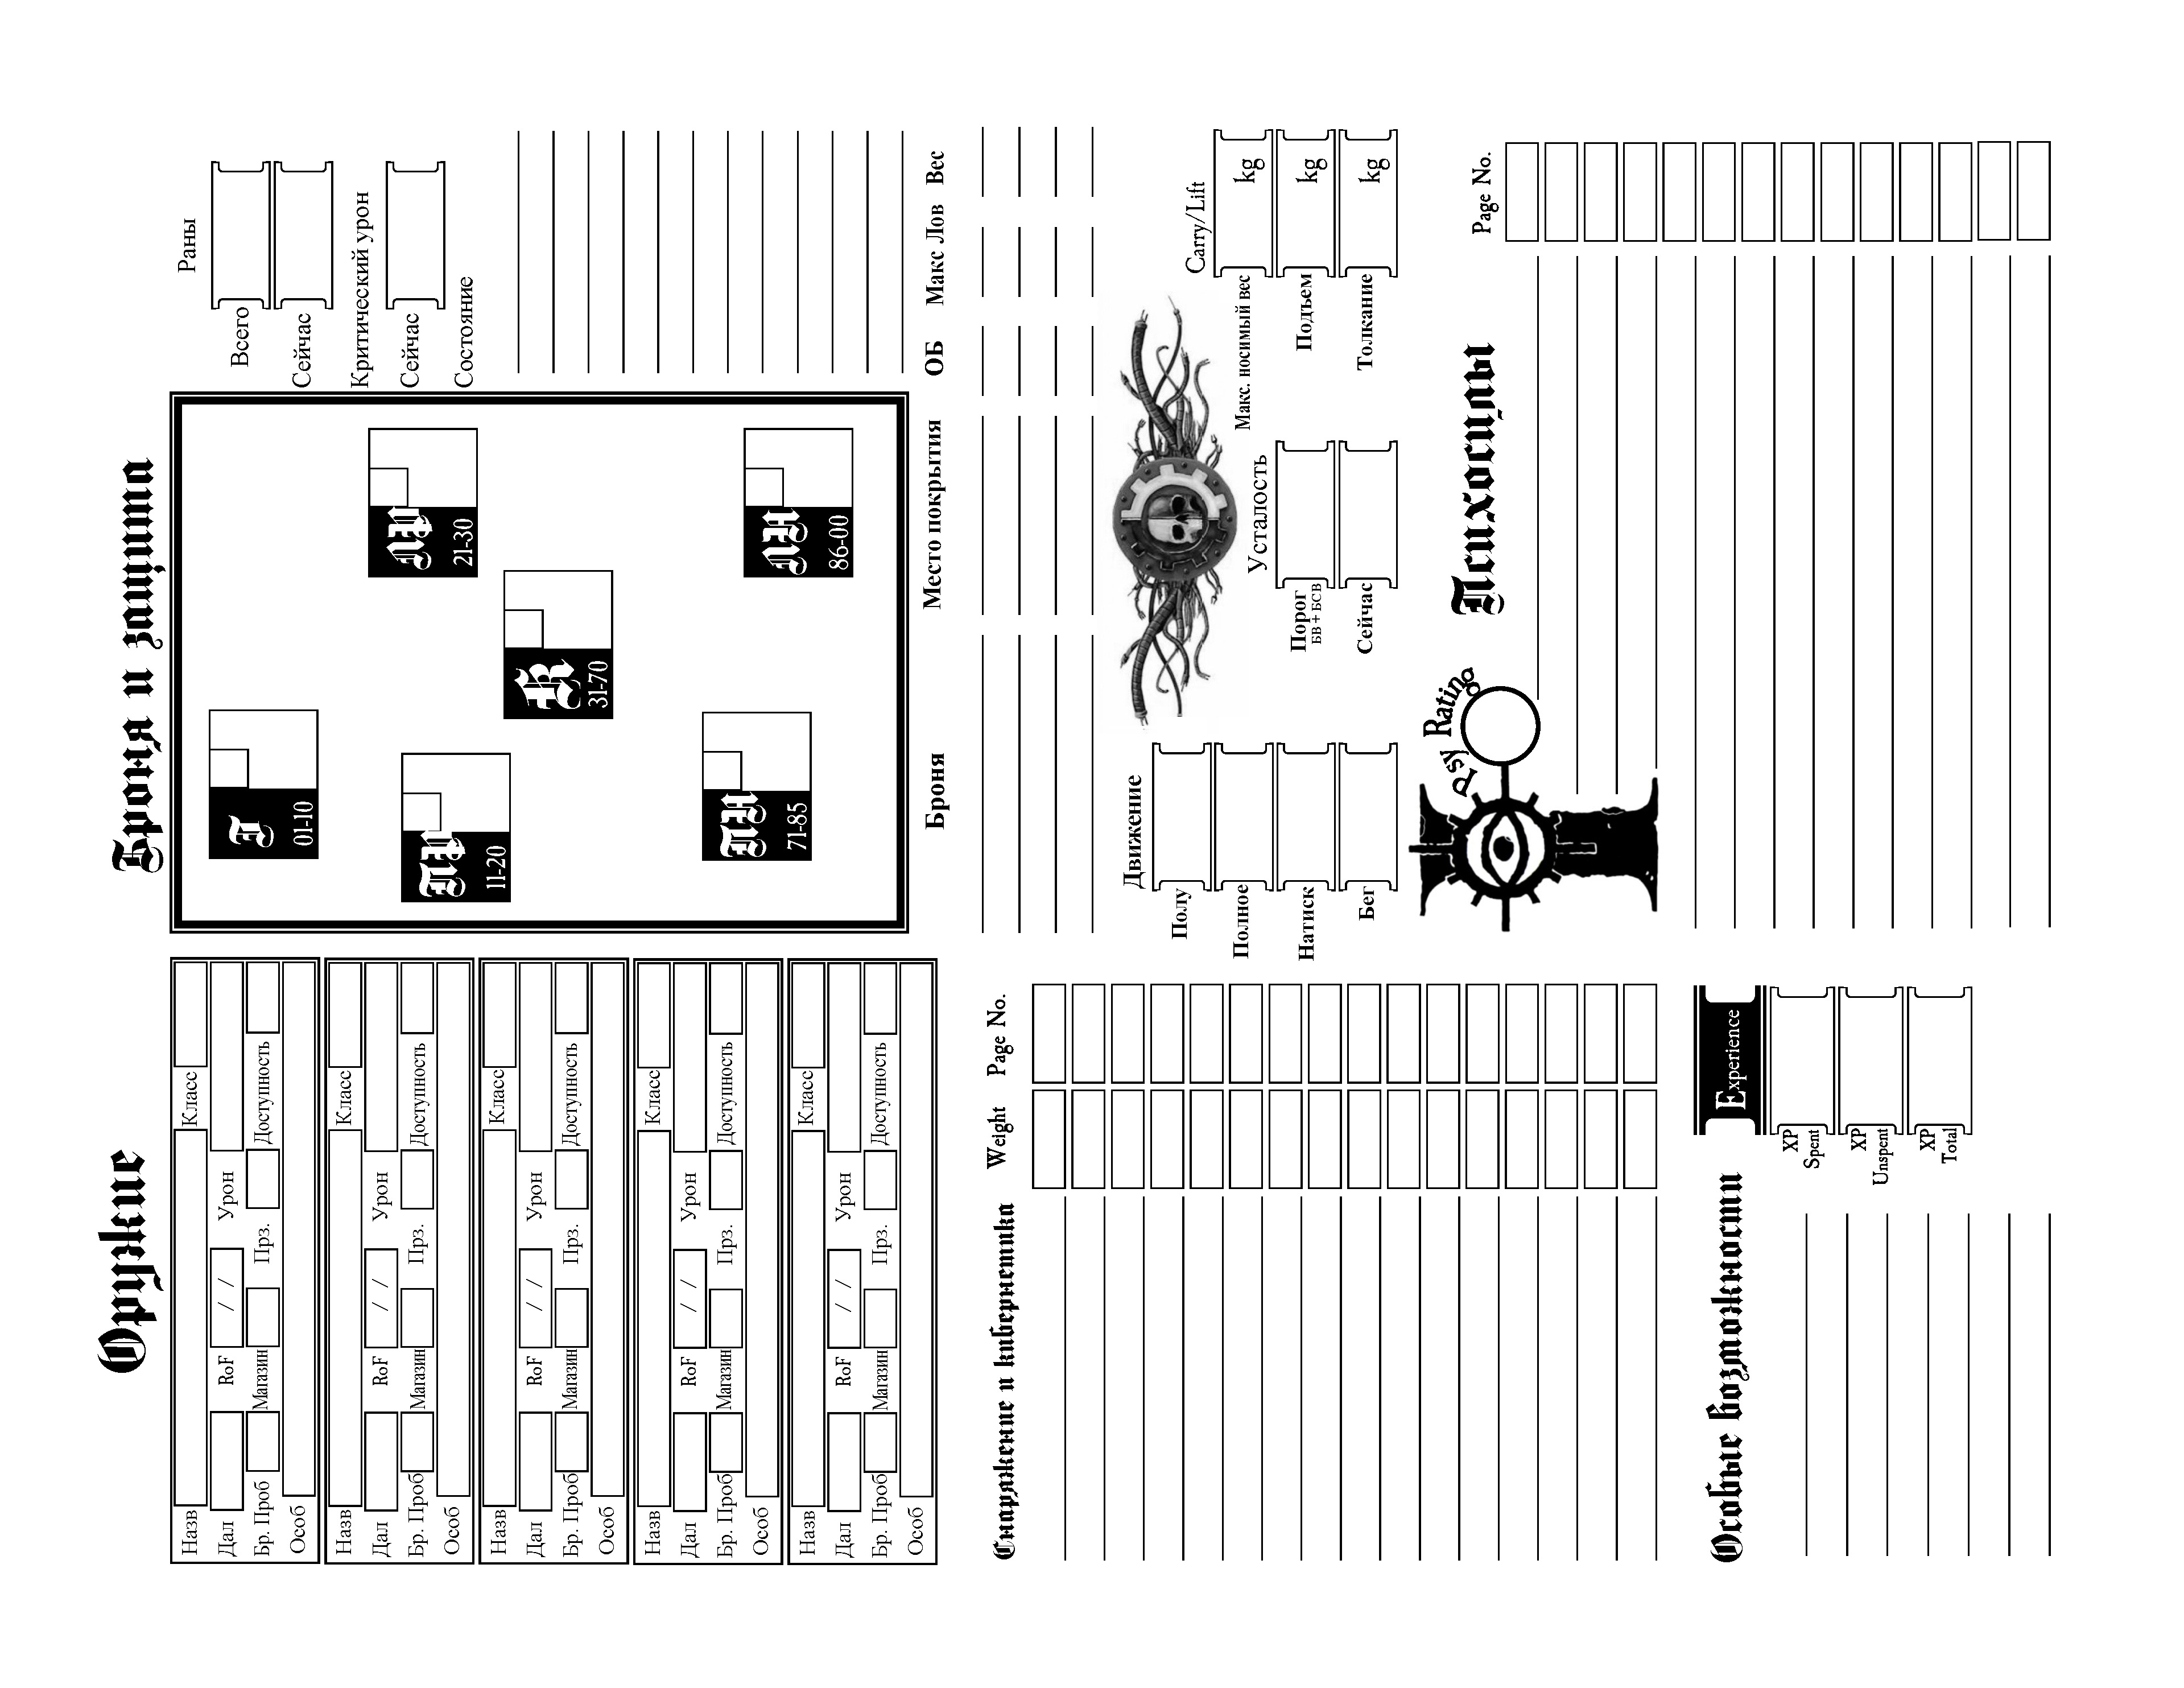 Оружие
Назв Класс
Дал RoF / / Урон
Бр. Проб Магазин Прз. Доступность
Особ
Назв Класс
Дал RoF / / Урон
Бр. Проб Магазин Прз. Доступность
Особ
Назв Класс
Дал RoF / / Урон
Бр. Проб Магазин Прз. Доступность
Особ
Назв Класс
Дал RoF / / Урон
Бр. Проб Магазин Прз. Доступность
Особ
Назв Класс
Дал RoF / / Урон
Бр. Проб Магазин Прз. Доступность
Особ
Снаряжение и кибернетика Weight Page No.
Особые возможности
Experience
XP
Spent
XP
Unspent
XP
Total
Броня и защита
01-10
11-20
21-30
31-70
71-85
86-00
Раны
Всего
Сейчас
Критический урон
Сейчас
Состояние
Броня Место покрытия ОБ Макс Лов Вес
Движение
Полу
Полное
Натиск
Бег
Усталость
Порог
БВ + БСВ
Сейчас
Carry/Lift
Макс. носимый вес kg
Подъем kg
Толкание kg
Psy Rating
Психосилы
Page No.